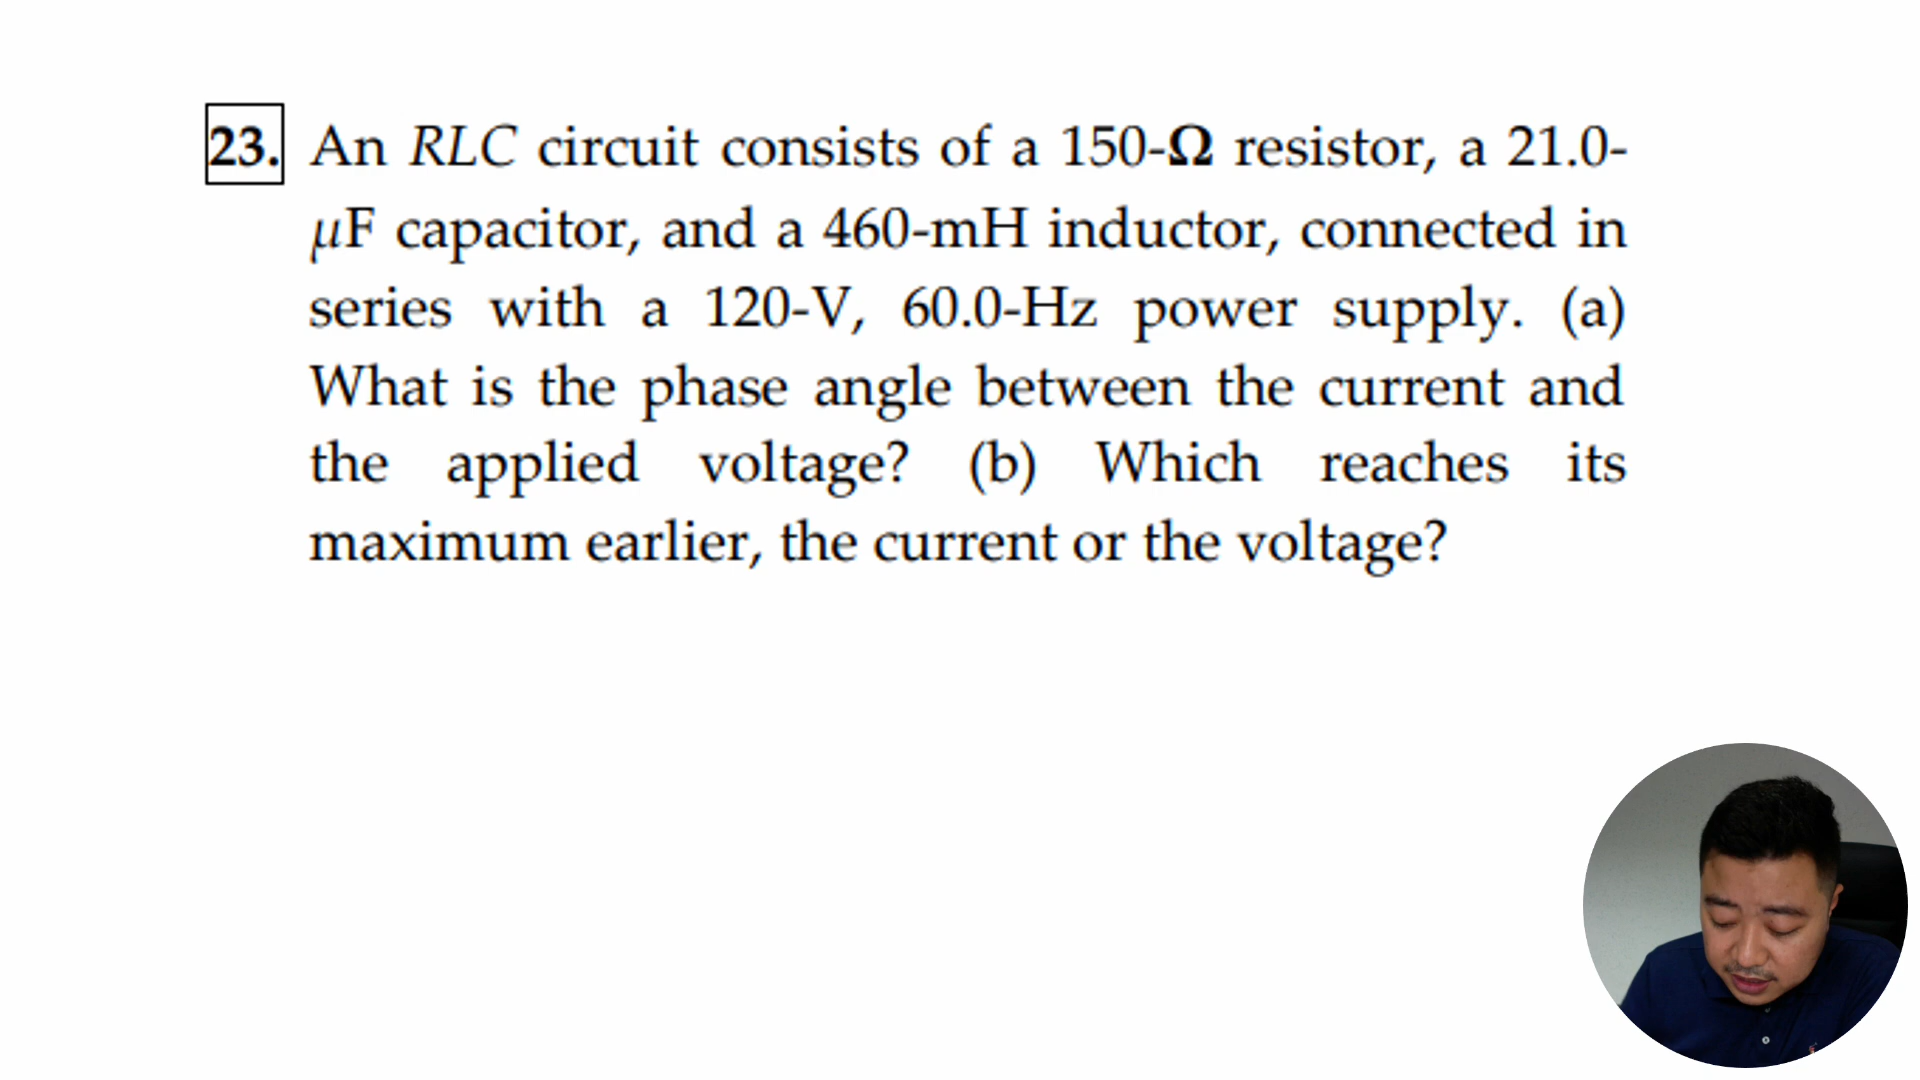 23. An RLC circuit consists of a 150-Ω resistor, a 21.0-
μF capacitor, and a 460-mH inductor, connected in
series with a 120-V, 60.0-Hz power supply. (a)
What is the phase angle between the current and
the applied voltage? (b) Which reaches its
maximum earlier, the current or the voltage?